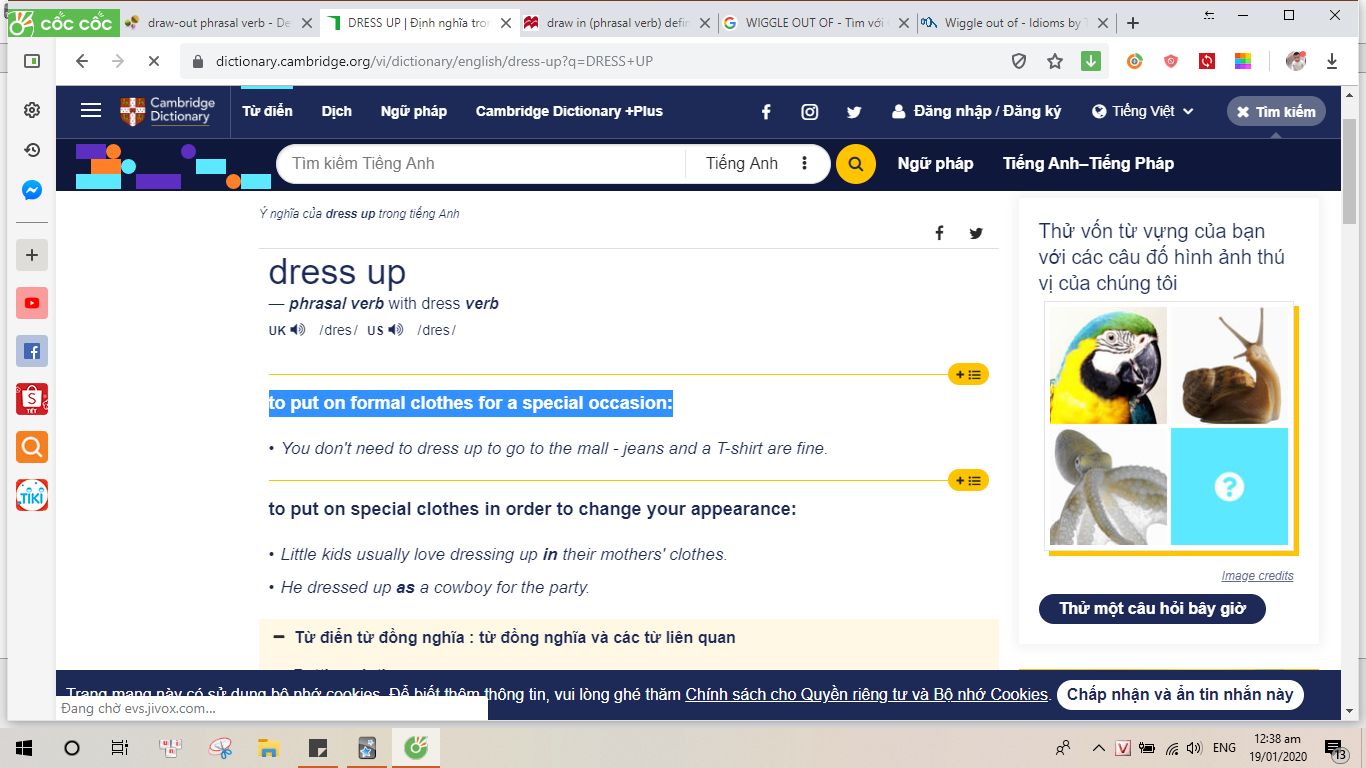 cốc cốc
draw-out phrasal verb - De
DRESS UP | Định nghĩa tron
draw in (phrasal verb) defin
WIGGLE OUT OF - Tìm với
Wiggle out of - Idioms by T
dictionary.cambridge.org/vi/dictionary/english/dress-up?q=DRESS+UP
Cambridge
Dictionary
Từ điển
Dịch
Ngữ pháp
Cambridge Dictionary +Plus
Đăng nhập / Đăng ký
Tiếng Việt
Tìm kiếm
Tìm kiếm Tiếng Anh
Tiếng Anh
Ngữ pháp
Tiếng Anh–Tiếng Pháp
Ý nghĩa của dress up trong tiếng Anh
dress up
— phrasal verb with dress verb
UK /dres/ US /dres/
to put on formal clothes for a special occasion:
• You don't need to dress up to go to the mall - jeans and a T-shirt are fine.
to put on special clothes in order to change your appearance:
• Little kids usually love dressing up in their mothers' clothes.
• He dressed up as a cowboy for the party.
Từ điển từ đồng nghĩa : từ đồng nghĩa và các từ liên quan
Thử vốn từ vựng của bạn
với các câu đố hình ảnh thú
vị của chúng tôi
?
Image credits
Thử một câu hỏi bây giờ
Trang mạng này có sử dụng bộ nhớ cookies. Để biết thêm thông tin, vui lòng ghé thăm Chính sách cho Quyền riêng tư và Bộ nhớ Cookies.
Chấp nhận và ẩn tin nhắn này
Đang chờ evs.jivox.com...
S
TẾT
TIKI
V
ENG
12:38 am
19/01/2020
13